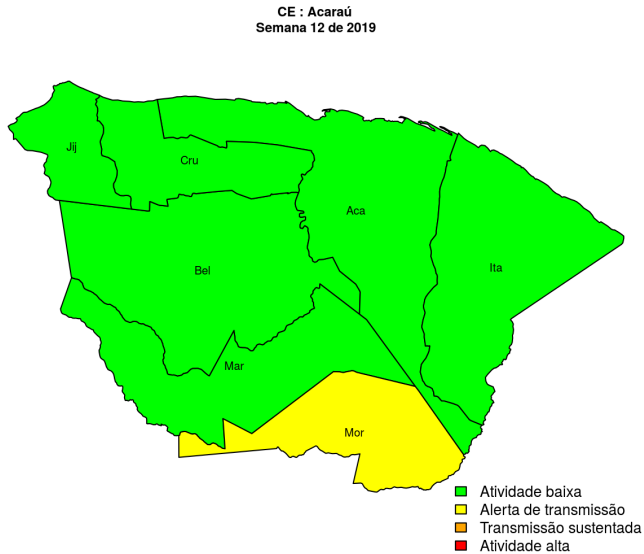 CE : Acaraú
Semana 12 de 2019
Jij
Cru
Aca
Bel
Ita
Mar
Mor
Atividade baixa
Alerta de transmissão
Transmissão sustentada
Atividade alta